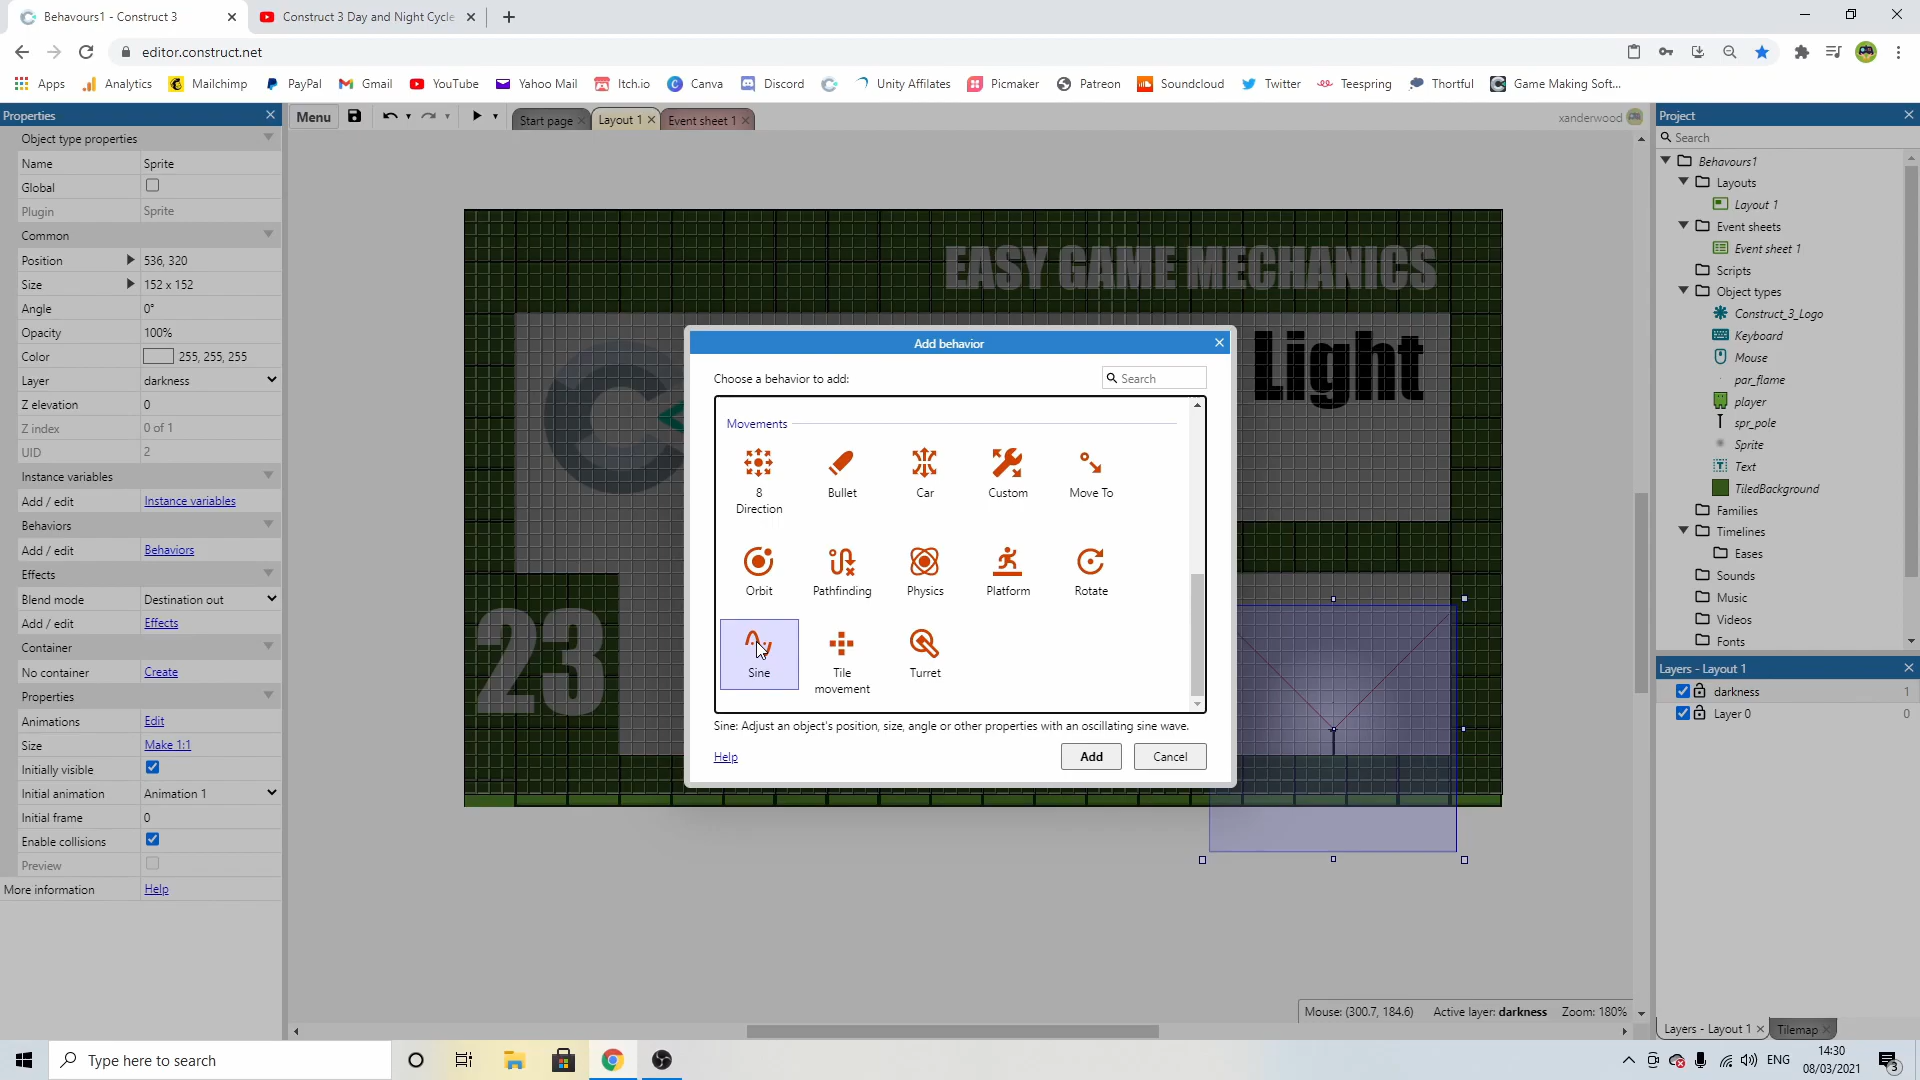 Behavours1 - Construct 3
Construct 3 Day and Night Cycle
editor.construct.net
Apps
Analytics
Mailchimp
PayPal
Gmail
YouTube
Yahoo Mail
Itch.io
Canva
Discord
Unity Affilates
Picmaker
Patreon
Soundcloud
Twitter
Teespring
Thortful
Game Making Soft...
Properties
Menu
Start page
Layout 1
Event sheet 1
xanderwood
Project
Object type properties
Name Sprite
Global
Plugin Sprite
Common
Position 536, 320
Size 152 x 152
Angle 0°
Opacity 100%
Color 255, 255, 255
Layer darkness
Z elevation 0
Z index 0 of 1
UID 2
Instance variables
Add / edit Instance variables
Behaviors
Add / edit Behaviors
Effects
Blend mode Destination out
Add / edit Effects
Container
No container Create
Properties
Animations Edit
Size Make 1:1
Initially visible
Initial animation Animation 1
Initial frame 0
Enable collisions
Preview
More information Help
EASY GAME MECHANICS
Light
23
Add behavior
Choose a behavior to add:
Search
Movements
8 Direction
Bullet
Car
Custom
Move To
Orbit
Pathfinding
Physics
Platform
Rotate
Sine
Tile movement
Turret
Sine: Adjust an object's position, size, angle or other properties with an oscillating sine wave.
Help
Add
Cancel
Search
Behavours1
Layouts
Layout 1
Event sheets
Event sheet 1
Scripts
Object types
Construct_3_Logo
Keyboard
Mouse
par_flame
player
spr_pole
Sprite
Text
TiledBackground
Families
Timelines
Eases
Sounds
Music
Videos
Fonts
Layers - Layout 1
darkness 1
Layer 0 0
Mouse: (300.7, 184.6)
Active layer: darkness
Zoom: 180%
Layers - Layout 1
Tilemap
Type here to search
ENG
14:30
08/03/2021
3